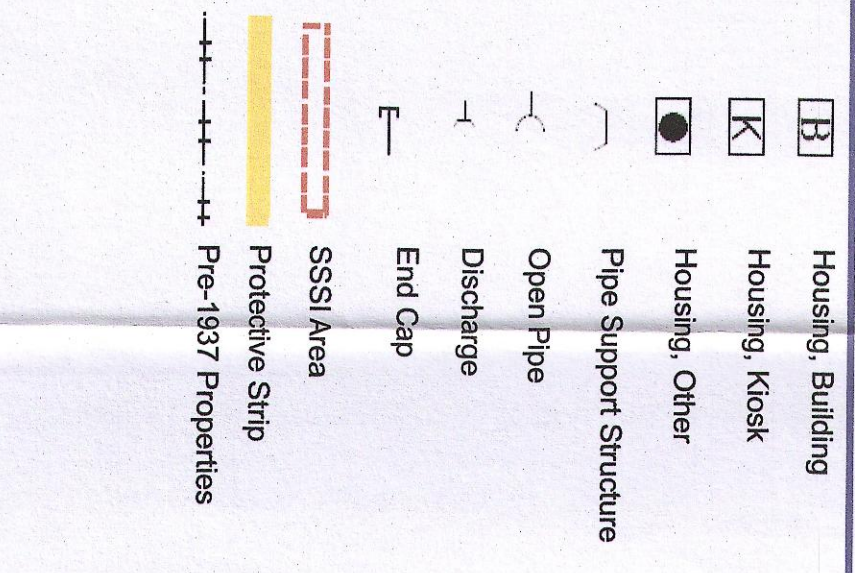 B Housing, Building
K Housing, Kiosk
Housing, Other
Pipe Support Structure
Open Pipe
Discharge
End Cap
SSSI Area
Protective Strip
Pre-1937 Properties